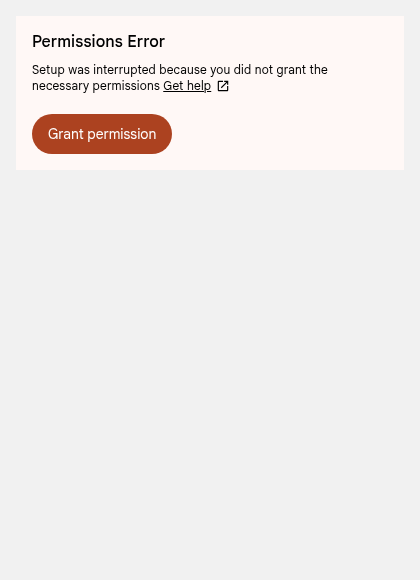 Permissions Error
Setup was interrupted because you did not grant the
necessary permissions Get help
Grant permission